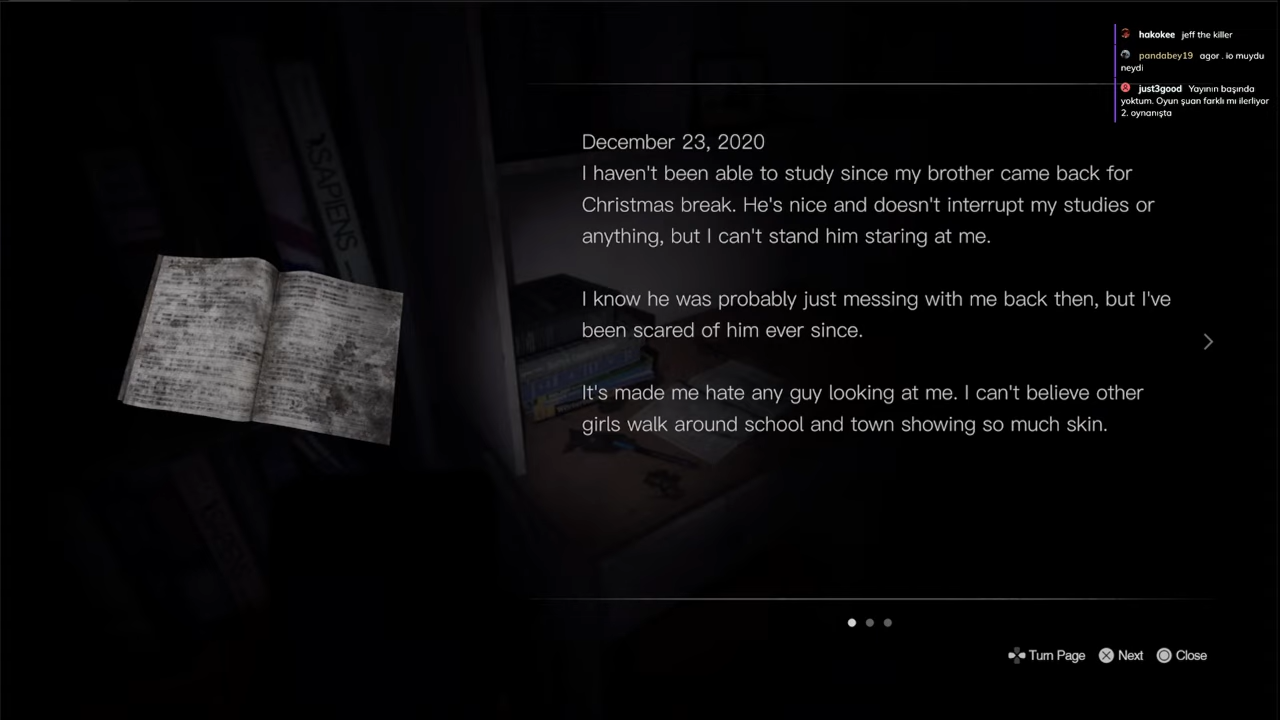 hakokee jeff the killer
pandabey19 agor . io muydu
neydi
just3good Yayının başında
yoktum. Oyun şuan farklı mı ilerliyor
2. oynanışta
SAPIENS
December 23, 2020
I haven't been able to study since my brother came back for
Christmas break. He's nice and doesn't interrupt my studies or
anything, but I can't stand him staring at me.
I know he was probably just messing with me back then, but I've
been scared of him ever since.
It's made me hate any guy looking at me. I can't believe other
girls walk around school and town showing so much skin.
Turn Page Next Close